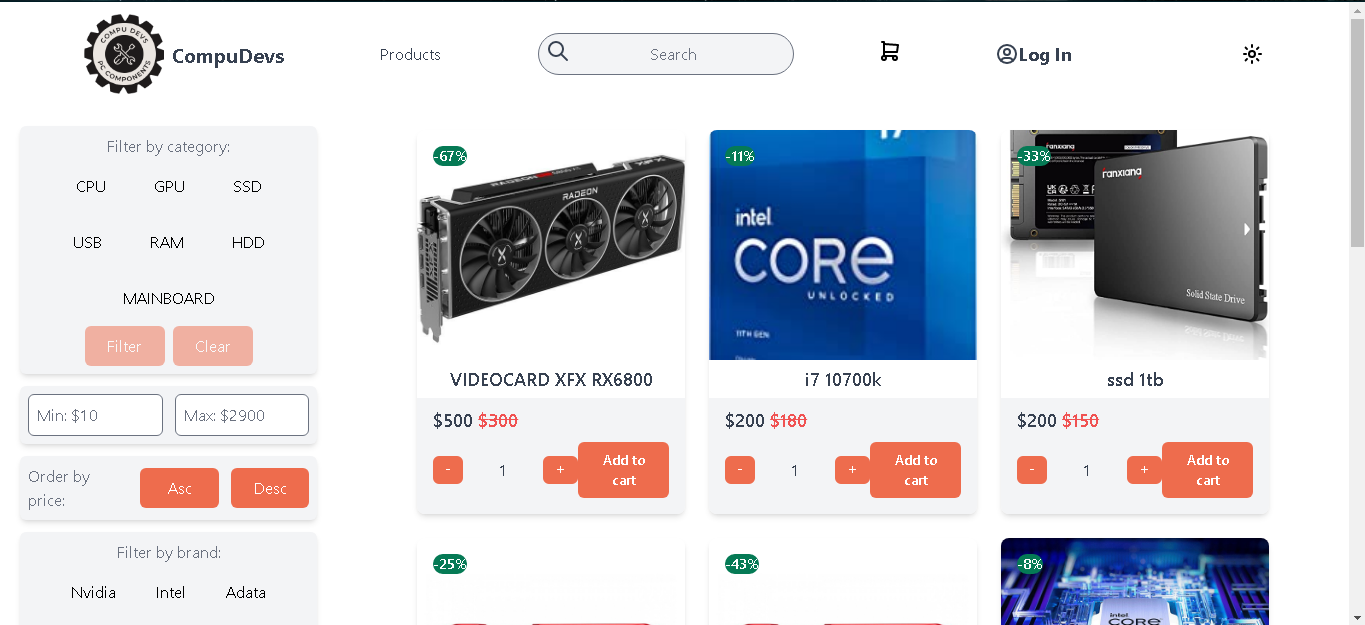 COMPU DEVS
PC COMPONENTS
CompuDevs
Products
Search
Log In
Filter by category:
CPU GPU SSD
USB RAM HDD
MAINBOARD
Filter Clear
Min: $10 Max: $2900
Order by
price:
Asc Desc
Filter by brand:
Nvidia Intel Adata
-67%
RADEON
XFX
VIDEOCARD XFX RX6800
$500 $300
- 1 +
Add to
cart
-11%
i7
intel.
CORE
UNLOCKED
11TH GEN
i7 10700k
$200 $180
- 1 +
Add to
cart
-33%
fanxiang
fanxiang
Solid State Drive
ssd 1tb
$200 $150
- 1 +
Add to
cart
-25%
-43%
-8%
intel
CORE